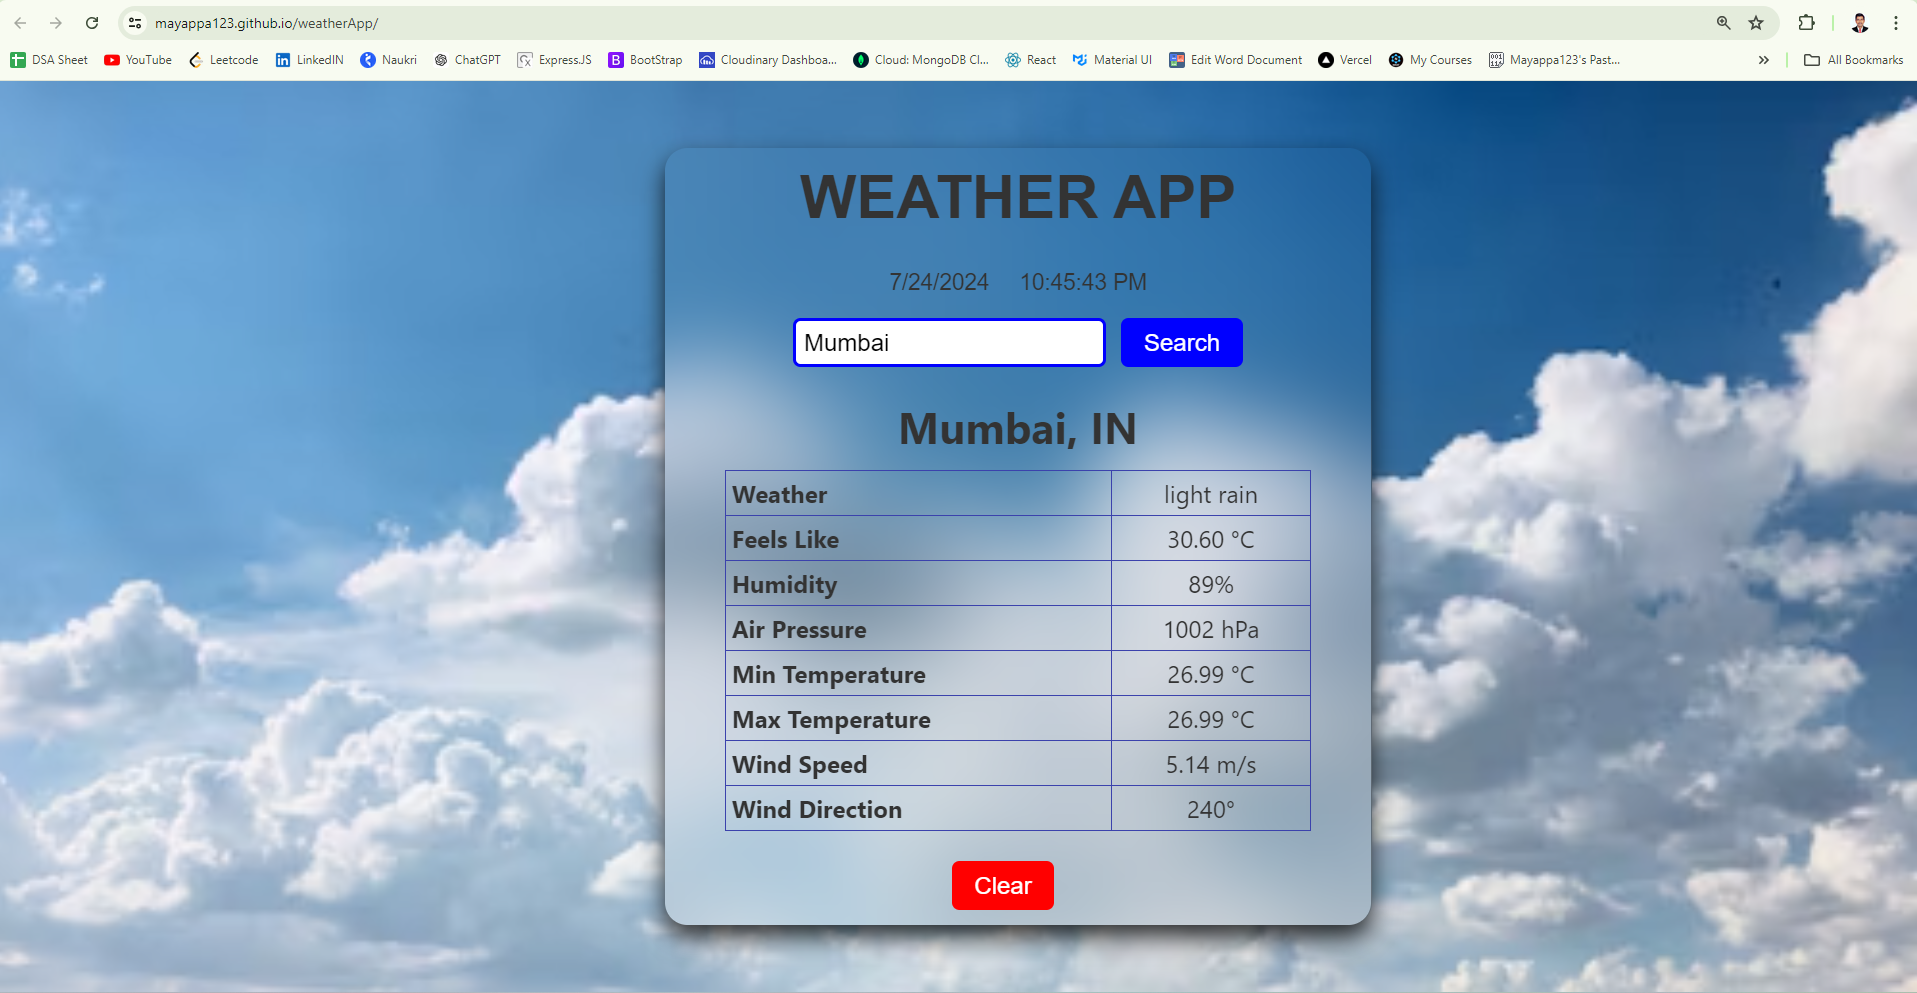 mayappa123.github.io/weatherApp/
DSA Sheet YouTube Leetcode LinkedIN Naukri ChatGPT Express.JS BootStrap Cloudinary Dashboa... Cloud: MongoDB Cl... React Material UI Edit Word Document Vercel My Courses Mayappa123's Past... » All Bookmarks
WEATHER APP
7/24/2024 10:45:43 PM
Mumbai Search
Mumbai, IN
Weather light rain
Feels Like 30.60 °C
Humidity 89%
Air Pressure 1002 hPa
Min Temperature 26.99 °C
Max Temperature 26.99 °C
Wind Speed 5.14 m/s
Wind Direction 240°
Clear